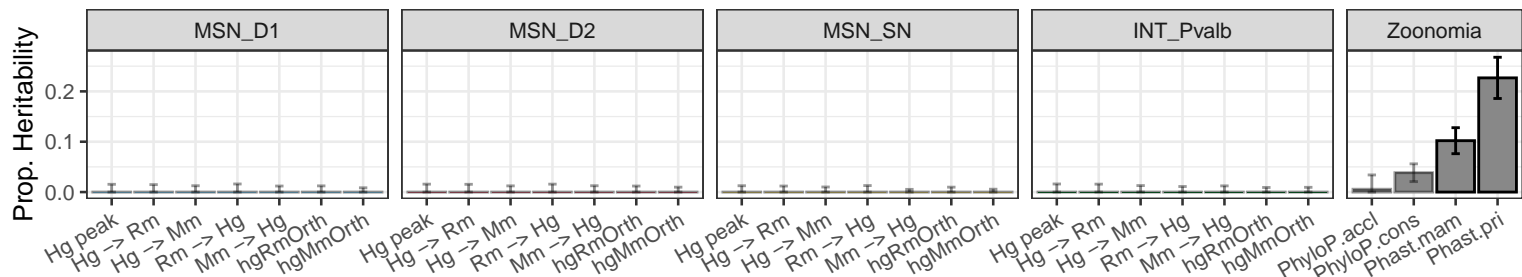 MSN_D1 MSN_D2 MSN_SN INT_Pvalb Zoonomia
Prop. Heritability
0.2
0.1
0.0
Hg peak Hg -> Rm Hg -> Mm Rm -> Hg Mm -> Hg hgRmOrth hgMmOrth
Hg peak Hg -> Rm Hg -> Mm Rm -> Hg Mm -> Hg hgRmOrth hgMmOrth
Hg peak Hg -> Rm Hg -> Mm Rm -> Hg Mm -> Hg hgRmOrth hgMmOrth
Hg peak Hg -> Rm Hg -> Mm Rm -> Hg Mm -> Hg hgRmOrth hgMmOrth
PhyloP.accl PhyloP.cons Phast.mam Phast.pri